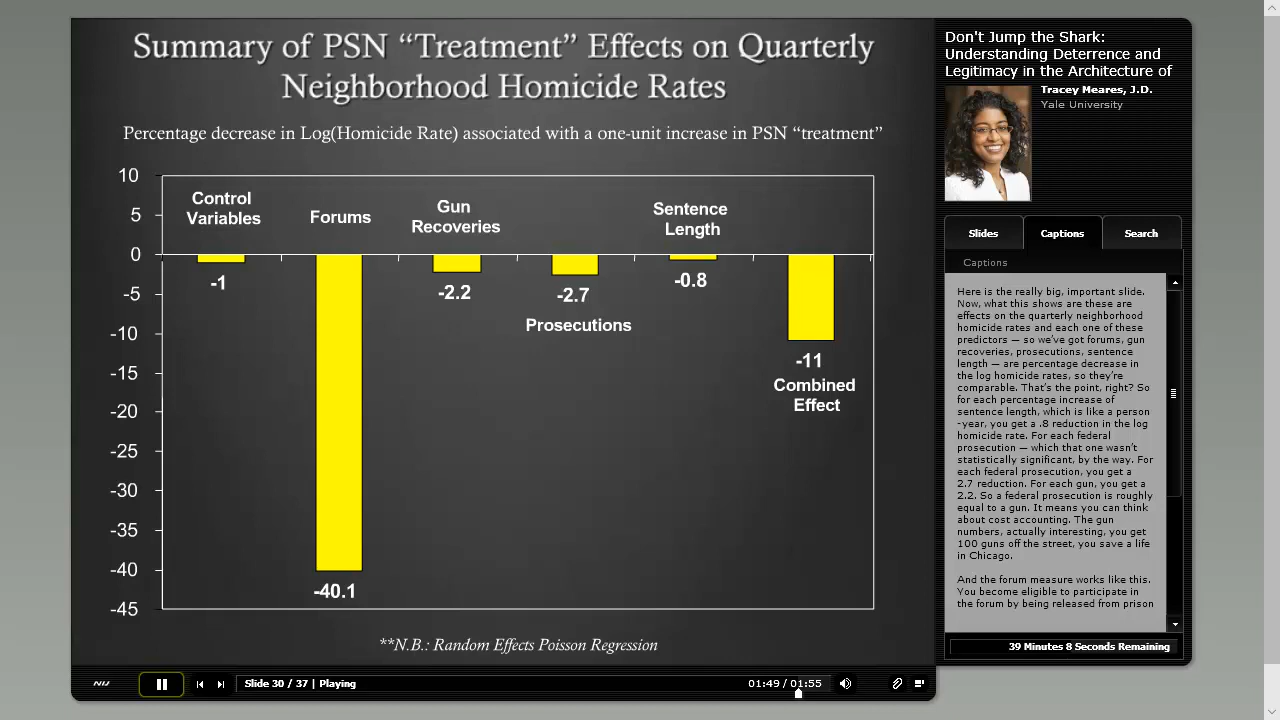 Summary of PSN “Treatment” Effects on Quarterly
Neighborhood Homicide Rates
Percentage decrease in Log(Homicide Rate) associated with a one-unit increase in PSN “treatment”
10
5
0
-5
-10
-15
-20
-25
-30
-35
-40
-45
Control
Variables
-1
Forums
-40.1
Gun
Recoveries
-2.2
-2.7
Prosecutions
Sentence
Length
-0.8
-11
Combined
Effect
**N.B.: Random Effects Poisson Regression
Slide 30 / 37 | Playing
01:49 / 01:55
Don't Jump the Shark:
Understanding Deterrence and
Legitimacy in the Architecture of
Tracey Meares, J.D.
Yale University
Slides
Captions
Search
Captions
Here is the really big, important slide.
Now, what this shows are these are
effects on the quarterly neighborhood
homicide rates and each one of these
predictors — so we've got forums, gun
recoveries, prosecutions, sentence
length — are percentage decrease in
the log homicide rates, so they're
comparable. That's the point, right? So
for each percentage increase of
sentence length, which is like a person
-year, you get a .8 reduction in the log
homicide rate. For each federal
prosecution — which that one wasn't
statistically significant, by the way. For
each federal prosecution, you get a
2.7 reduction. For each gun, you get a
2.2. So a federal prosecution is roughly
equal to a gun. It means you can think
about cost accounting. The gun
numbers, actually interesting, you get
100 guns off the street, you save a life
in Chicago.
And the forum measure works like this.
You become eligible to participate in
the forum by being released from prison
39 Minutes 8 Seconds Remaining